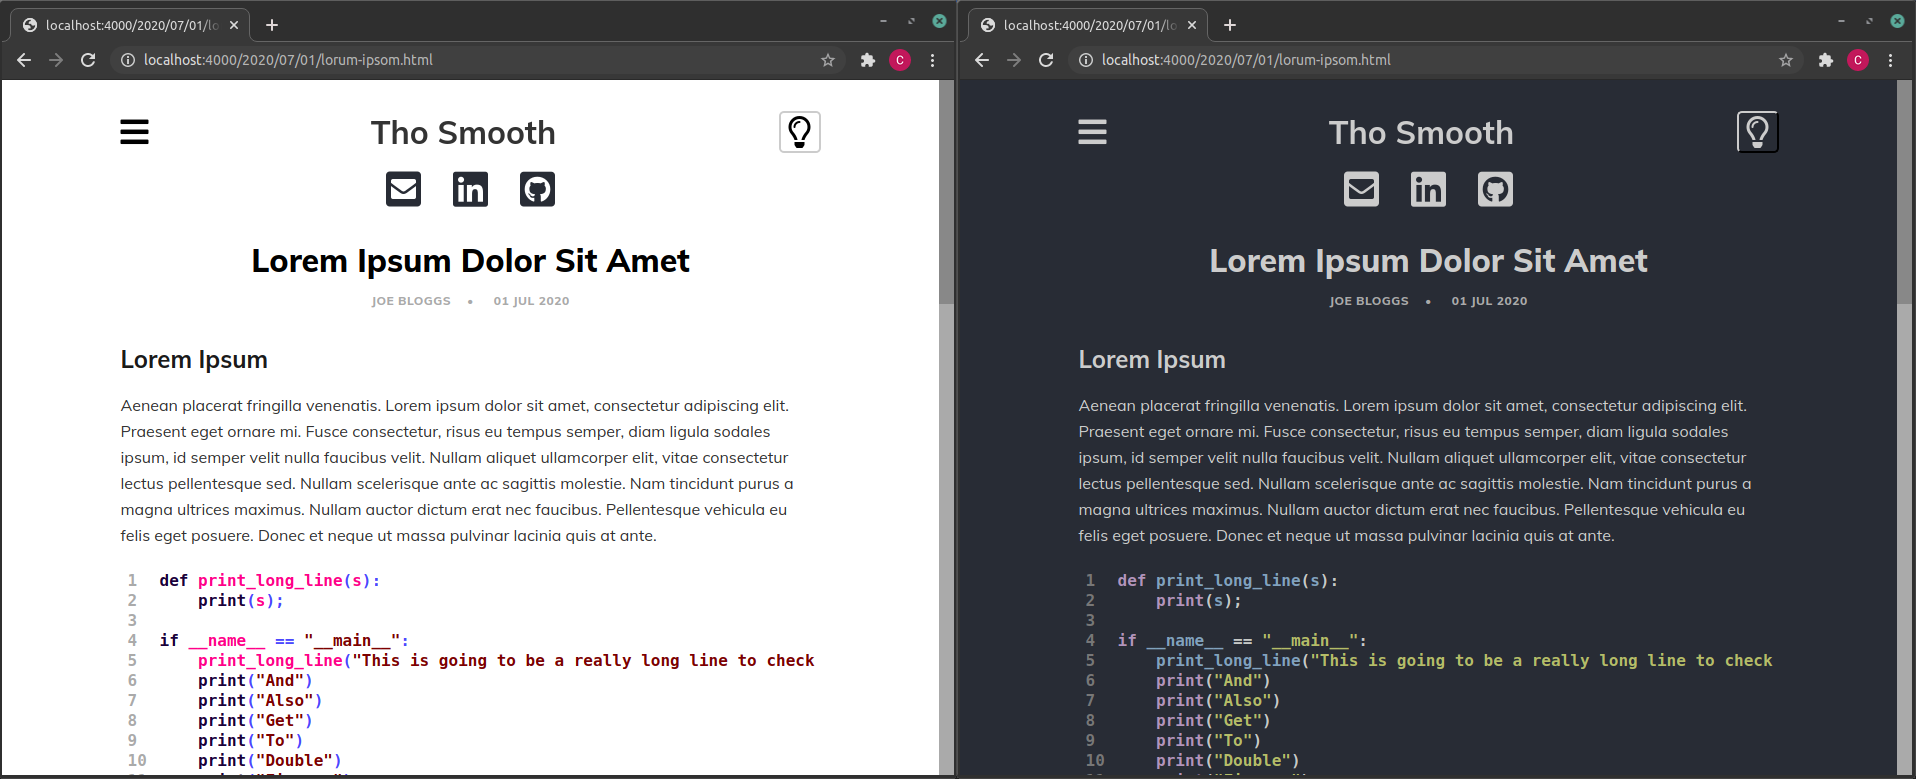 localhost:4000/2020/07/01/lo
localhost:4000/2020/07/01/lorum-ipsom.html
C
Tho Smooth
Lorem Ipsum Dolor Sit Amet
JOE BLOGGS • 01 JUL 2020
Lorem Ipsum
Aenean placerat fringilla venenatis. Lorem ipsum dolor sit amet, consectetur adipiscing elit.
Praesent eget ornare mi. Fusce consectetur, risus eu tempus semper, diam ligula sodales
ipsum, id semper velit nulla faucibus velit. Nullam aliquet ullamcorper elit, vitae consectetur
lectus pellentesque sed. Nullam scelerisque ante ac sagittis molestie. Nam tincidunt purus a
magna ultrices maximus. Nullam auctor dictum erat nec faucibus. Pellentesque vehicula eu
felis eget posuere. Donec et neque ut massa pulvinar lacinia quis at ante.
1 def print_long_line(s):
2     print(s);
3
4 if __name__ == "__main__":
5     print_long_line("This is going to be a really long line to check
6     print("And")
7     print("Also")
8     print("Get")
9     print("To")
10     print("Double")
localhost:4000/2020/07/01/lo
localhost:4000/2020/07/01/lorum-ipsom.html
C
Tho Smooth
Lorem Ipsum Dolor Sit Amet
JOE BLOGGS • 01 JUL 2020
Lorem Ipsum
Aenean placerat fringilla venenatis. Lorem ipsum dolor sit amet, consectetur adipiscing elit.
Praesent eget ornare mi. Fusce consectetur, risus eu tempus semper, diam ligula sodales
ipsum, id semper velit nulla faucibus velit. Nullam aliquet ullamcorper elit, vitae consectetur
lectus pellentesque sed. Nullam scelerisque ante ac sagittis molestie. Nam tincidunt purus a
magna ultrices maximus. Nullam auctor dictum erat nec faucibus. Pellentesque vehicula eu
felis eget posuere. Donec et neque ut massa pulvinar lacinia quis at ante.
1 def print_long_line(s):
2     print(s);
3
4 if __name__ == "__main__":
5     print_long_line("This is going to be a really long line to check
6     print("And")
7     print("Also")
8     print("Get")
9     print("To")
10     print("Double")